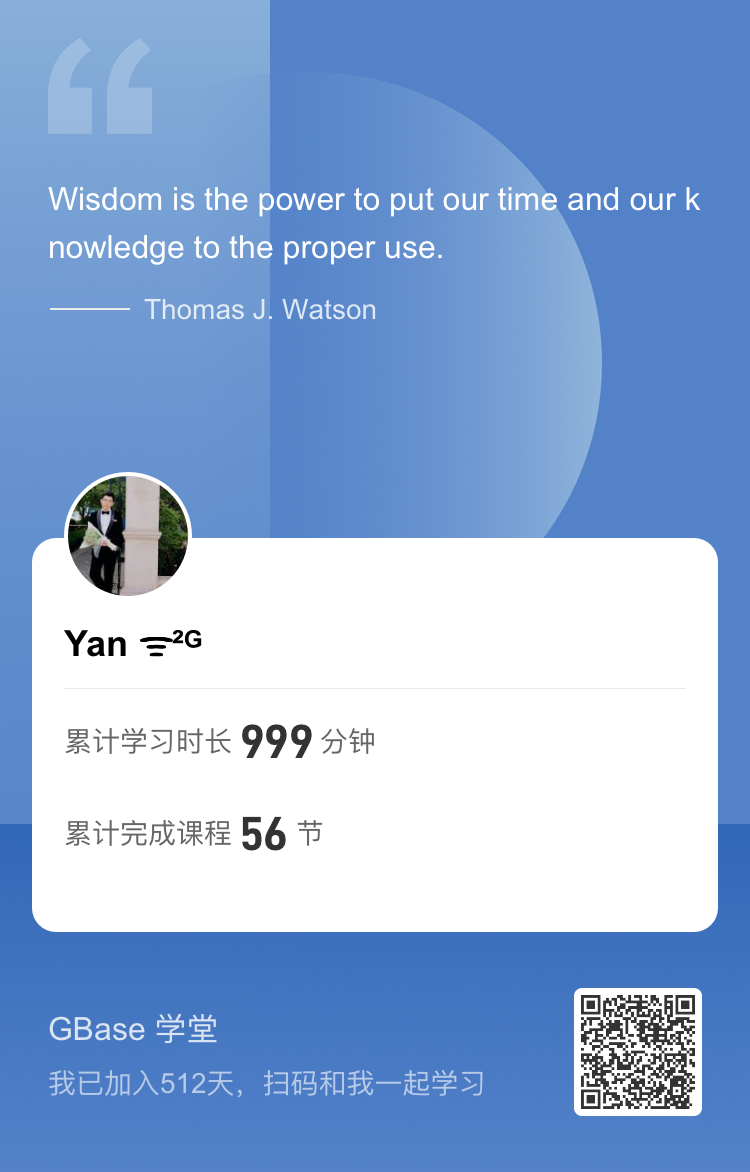 Wisdom is the power to put our time and our k
nowledge to the proper use.
Thomas J. Watson
Yan ²ᴳ
累计学习时长 999 分钟
累计完成课程 56 节
GBase 学堂
我已加入512天，扫码和我一起学习